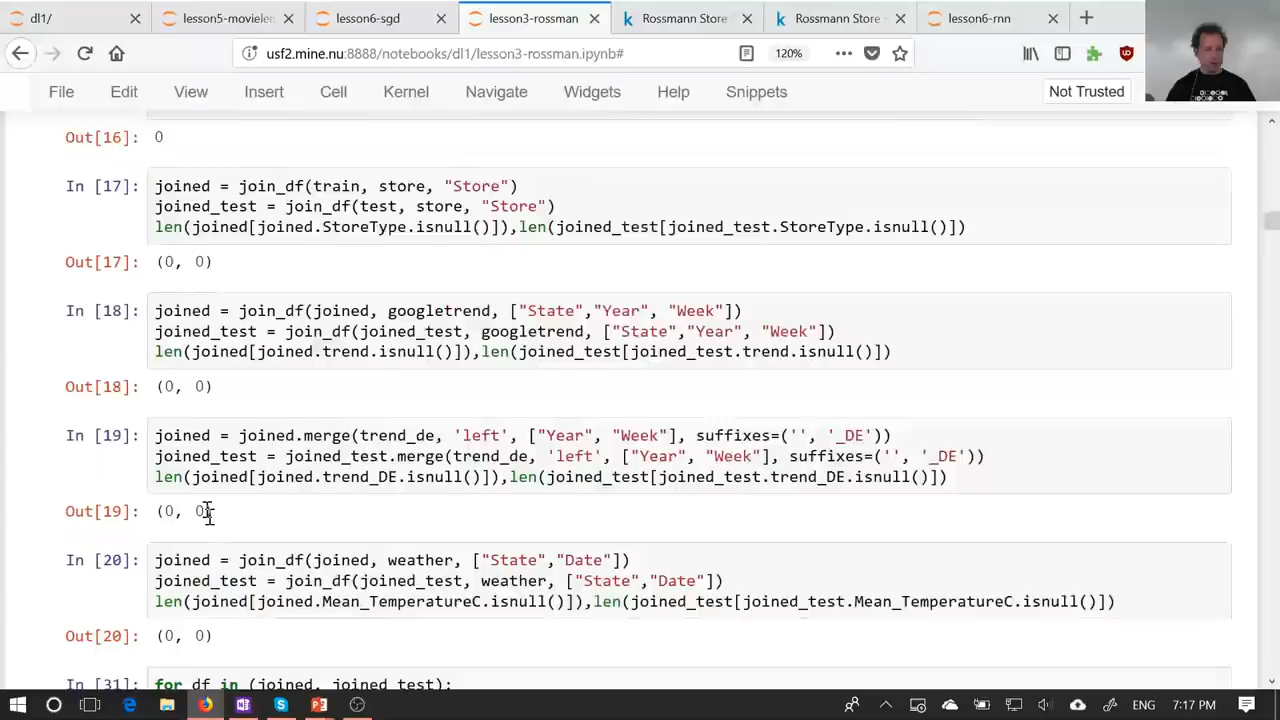 dl1/
lesson5-movielen
lesson6-sgd
lesson3-rossman
Rossmann Store
Rossmann Store
lesson6-rnn
usf2.mine.nu:8888/notebooks/dl1/lesson3-rossman.ipynb#
120%
File Edit View Insert Cell Kernel Navigate Widgets Help Snippets Not Trusted
Out[16]: 0
In [17]: joined = join_df(train, store, "Store")
joined_test = join_df(test, store, "Store")
len(joined[joined.StoreType.isnull()]),len(joined_test[joined_test.StoreType.isnull()])
Out[17]: (0, 0)
In [18]: joined = join_df(joined, googletrend, ["State","Year", "Week"])
joined_test = join_df(joined_test, googletrend, ["State","Year", "Week"])
len(joined[joined.trend.isnull()]),len(joined_test[joined_test.trend.isnull()])
Out[18]: (0, 0)
In [19]: joined = joined.merge(trend_de, 'left', ["Year", "Week"], suffixes=('', '_DE'))
joined_test = joined_test.merge(trend_de, 'left', ["Year", "Week"], suffixes=('', '_DE'))
len(joined[joined.trend_DE.isnull()]),len(joined_test[joined_test.trend_DE.isnull()])
Out[19]: (0, 0)
In [20]: joined = join_df(joined, weather, ["State","Date"])
joined_test = join_df(joined_test, weather, ["State","Date"])
len(joined[joined.Mean_TemperatureC.isnull()]),len(joined_test[joined_test.Mean_TemperatureC.isnull()])
Out[20]: (0, 0)
In [31]: for df in (joined, joined_test):
ENG 7:17 PM